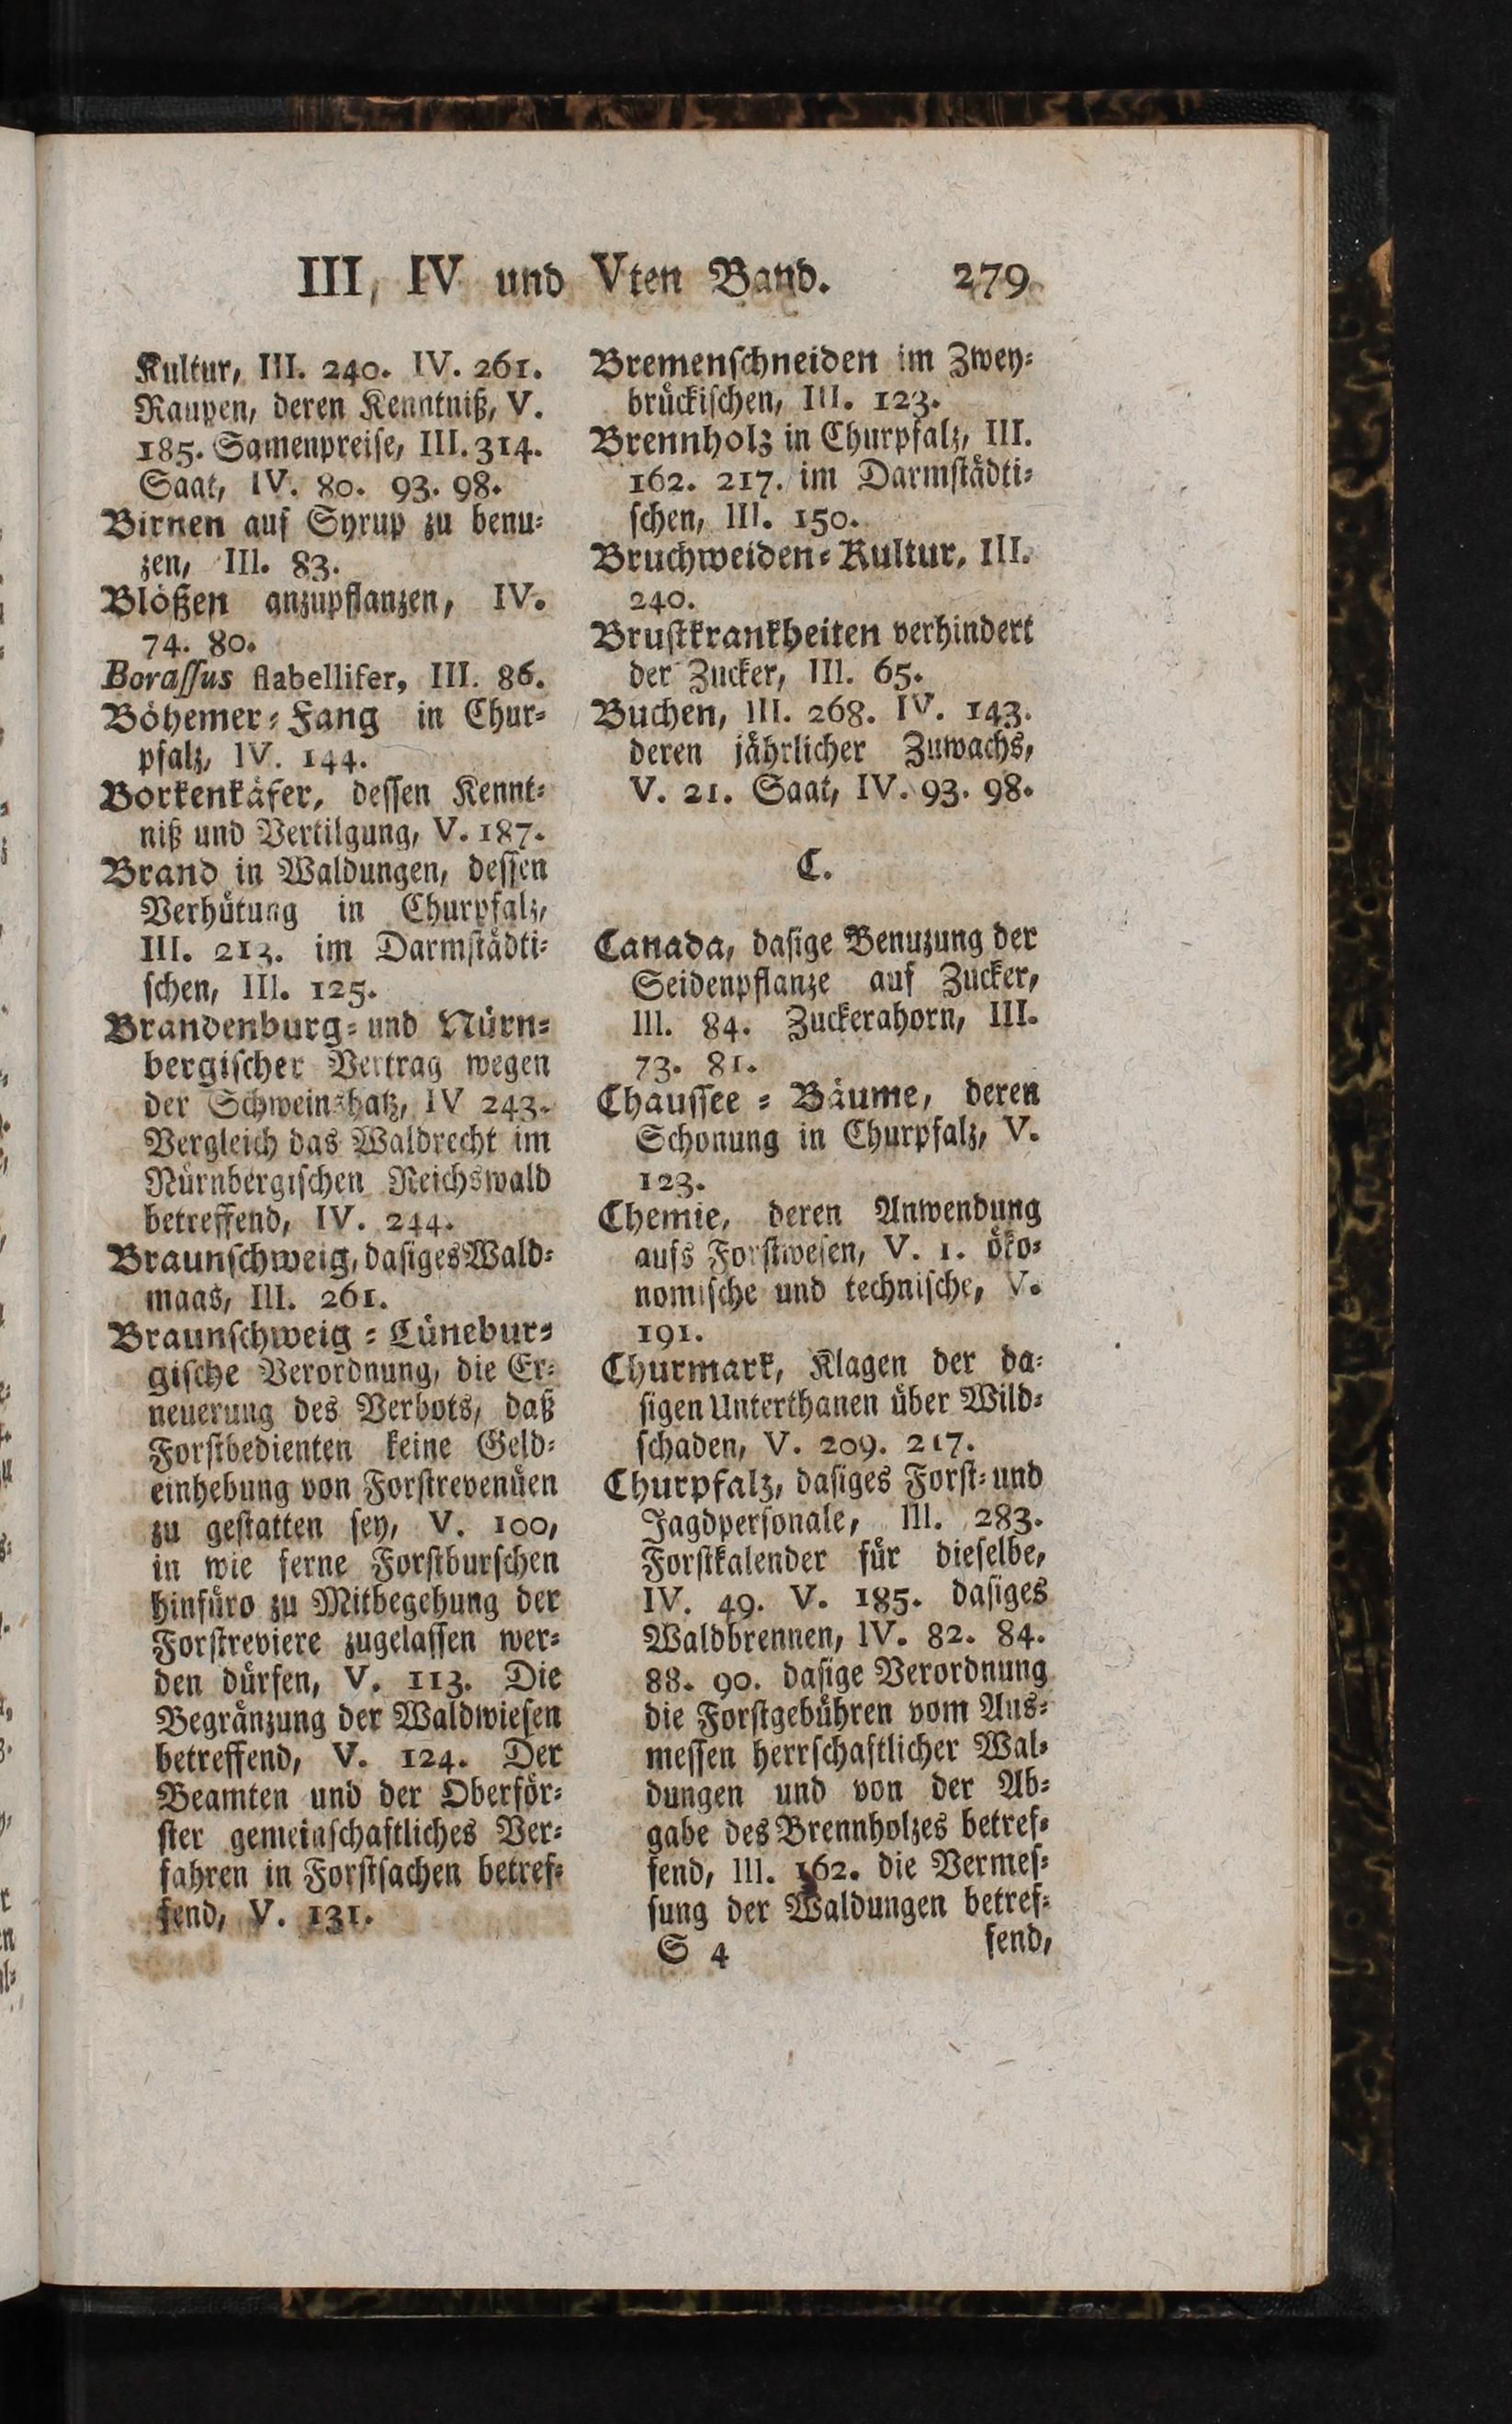 III, IV und Vten Band. 279
Kultur, III. 240. IV. 261.
Raupen, deren Kenntniß, V.
185. Samenpreiſe, III. 314.
Saat, IV. 80. 93. 98.
Birnen auf Syrup zu benu⸗
zen, III. 83.
Blößen anzupflanzen, IV.
74. 80.
Boraſſus flabellifer, III. 86.
Böhemer⸗Fang in Chur⸗
pfalz, IV. 144.
Borkenkäfer, deſſen Kennt⸗
niß und Vertilgung, V. 187.
Brand in Waldungen, deſſen
Verhütung in Churpfalz,
III. 213. im Darmſtädti⸗
ſchen, III. 125.
Brandenburg⸗ und Nürn⸗
bergiſcher Vertrag wegen
der Schweinshatz, IV 243.
Vergleich das Waldrecht im
Nürnbergiſchen Reichswald
betreffend, IV. 244.
Braunſchweig, daſiges Wald⸗
maas, III. 261.
Braunſchweig⸗Lünebur⸗
giſche Verordnung, die Er⸗
neuerung des Verbots, daß
Forſtbedienten keine Geld⸗
einhebung von Forſtrevenüen
zu geſtatten ſey, V. 100,
in wie ferne Forſtburſchen
hinfüro zu Mitbegehung der
Forſtreviere zugelaſſen wer⸗
den dürfen, V. 113. Die
Begränzung der Waldwieſen
betreffend, V. 124. Der
Beamten und der Oberför⸗
ſter gemeinſchaftliches Ver⸗
fahren in Forſtſachen betref⸗
fend, V. 131.
Bremenſchneiden im Zwey⸗
brückiſchen, III. 123.
Brennholz in Churpfalz, III.
162. 217. im Darmſtädti⸗
ſchen, III. 150.
Bruchweiden⸗Kultur, III.
240.
Bruſtkrankheiten verhindert
der Zucker, III. 65.
Buchen, III. 268. IV. 143.
deren jährlicher Zuwachs,
V. 21. Saat, IV. 93. 98.
C.
Canada, daſige Benuzung der
Seidenpflanze auf Zucker,
III. 84. Zuckerahorn, III.
73. 81.
Chauſſee⸗Bäume, deren
Schonung in Churpfalz, V.
123.
Chemie, deren Anwendung
aufs Forſtweſen, V. 1. öko⸗
nomiſche und techniſche, V.
191.
Churmark, Klagen der da⸗
ſigen Unterthanen über Wild⸗
ſchaden, V. 209. 217.
Churpfalz, daſiges Forſt⸗ und
Jagdperſonale, III. 283.
Forſtkalender für dieſelbe,
IV. 49. V. 185. daſiges
Waldbrennen, IV. 82. 84.
88. 90. daſige Verordnung
die Forſtgebühren vom Aus⸗
meſſen herrſchaftlicher Wal⸗
dungen und von der Ab⸗
gabe des Brennholzes betref⸗
fend, III. 162. die Vermeſ⸗
ſung der Waldungen betref⸗
S 4 fend,